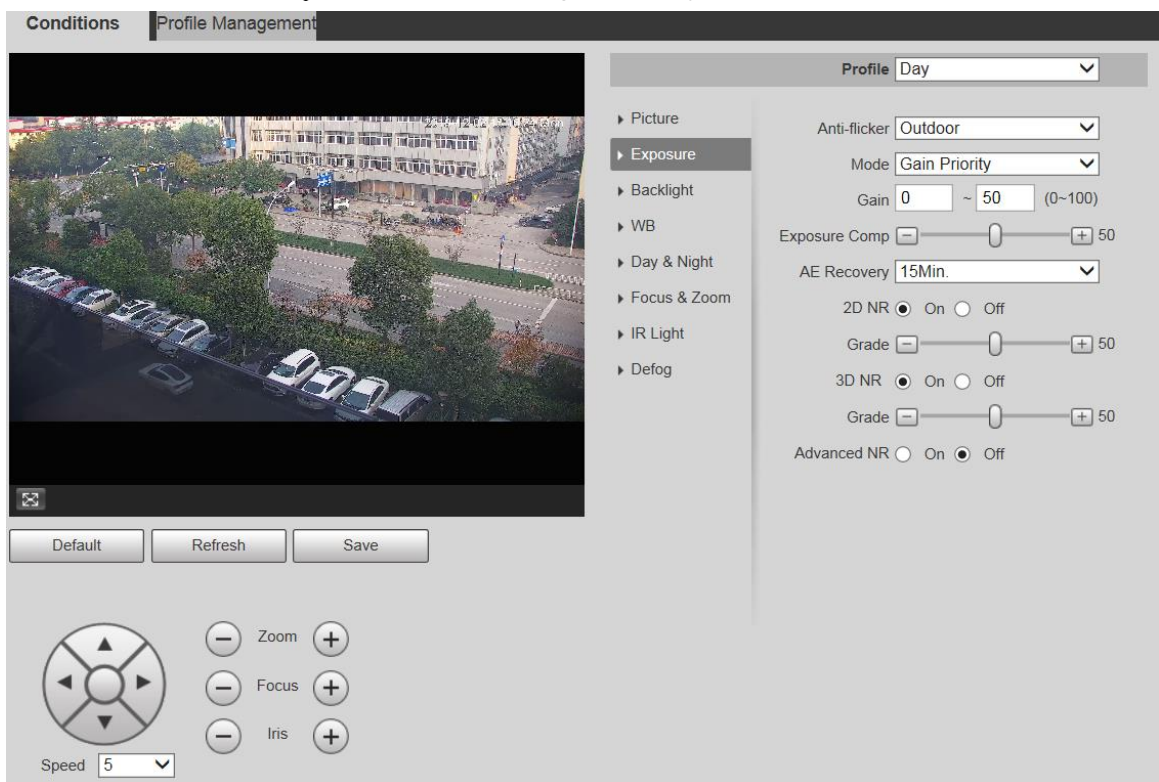 Conditions Profile Management
Profile Day
Picture
Exposure
Backlight
WB
Day & Night
Focus & Zoom
IR Light
Defog
Anti-flicker Outdoor
Mode Gain Priority
Gain 0 ~ 50 (0~100)
Exposure Comp 50
AE Recovery 15Min.
2D NR On Off
Grade 50
3D NR On Off
Grade 50
Advanced NR On Off
Default Refresh Save
Zoom
Focus
Iris
Speed 5